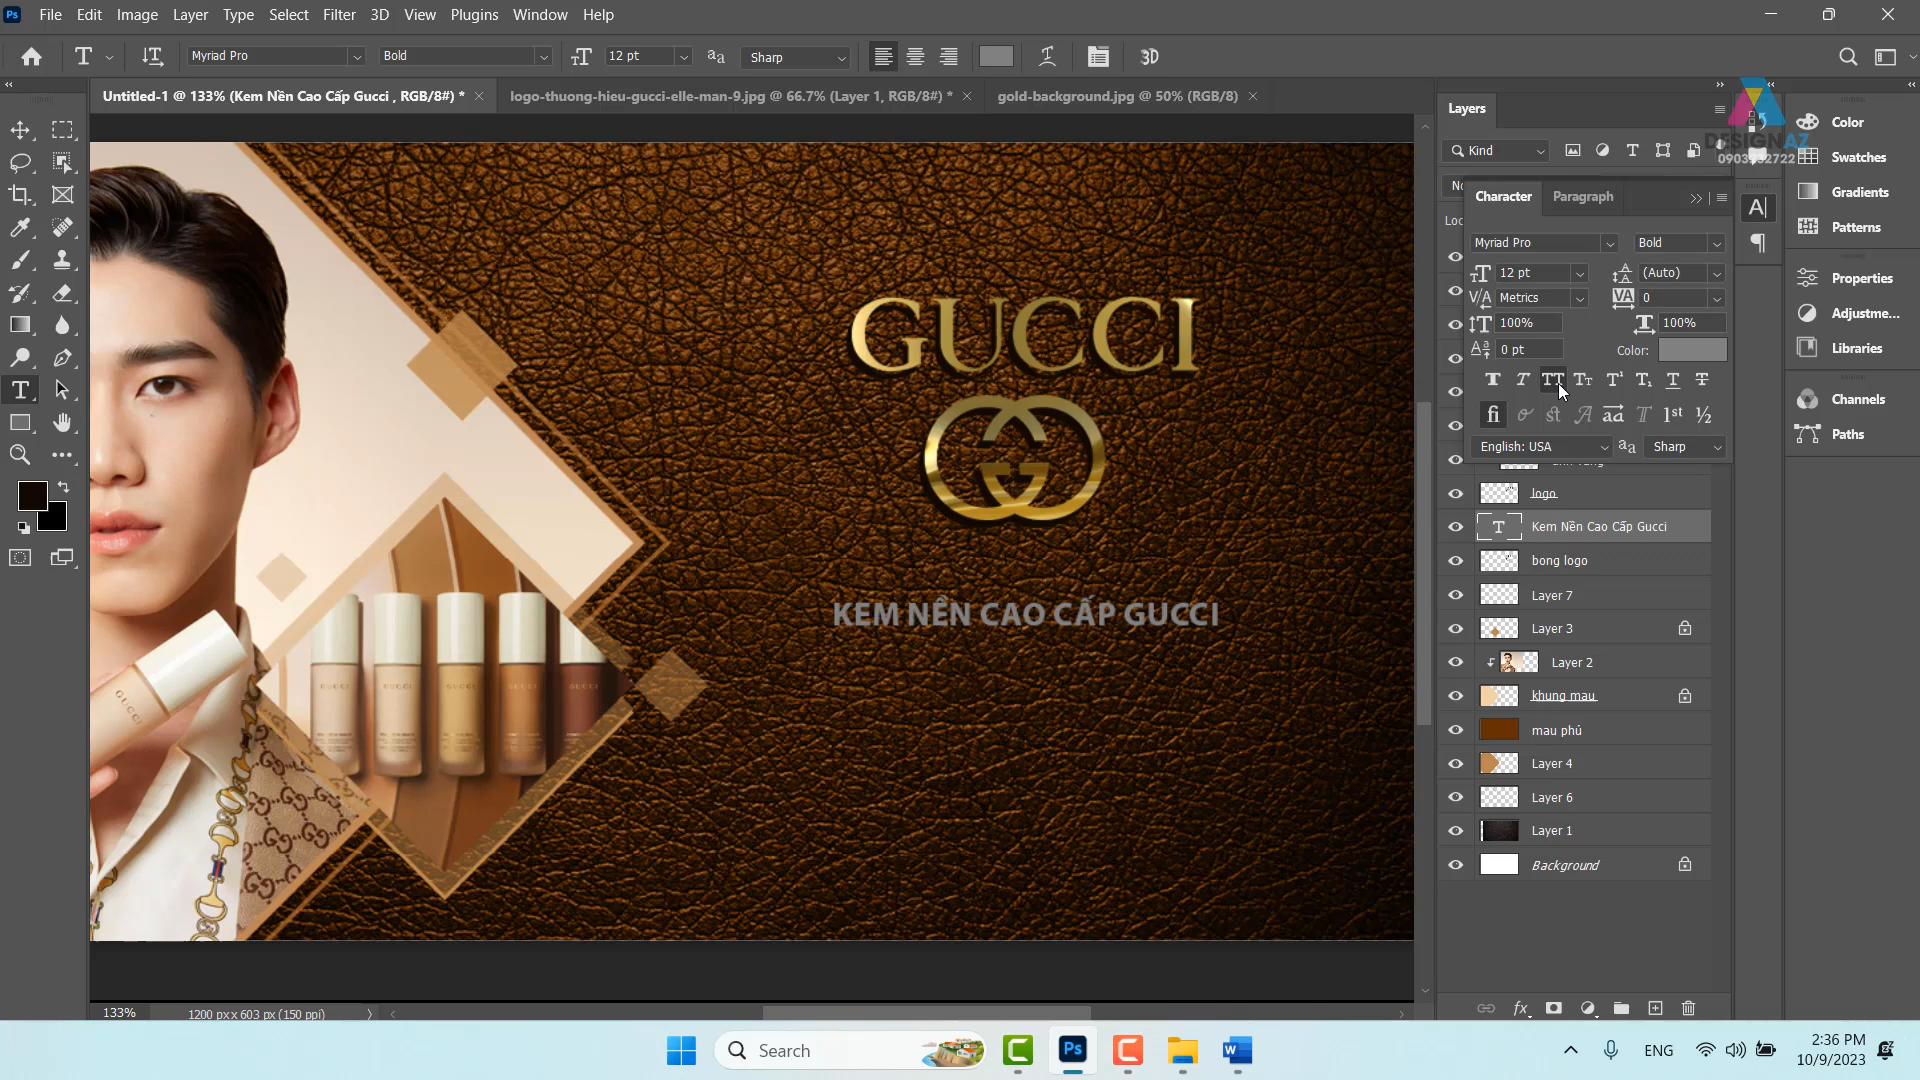 Ps File Edit Image Layer Type Select Filter 3D View Plugins Window Help
T Myriad Pro Bold 12 pt Sharp 3D
Untitled-1 @ 133% (Kem Nền Cao Cấp Gucci , RGB/8#) *
logo-thuong-hieu-gucci-elle-man-9.jpg @ 66.7% (Layer 1, RGB/8#) *
gold-background.jpg @ 50% (RGB/8)
GUCCI
KEM NỀN CAO CẤP GUCCI
GUCCI
Layers
Kind
Character Paragraph
Myriad Pro Bold
12 pt (Auto)
Metrics 0
100% 100%
0 pt Color:
English: USA Sharp
logo
Kem Nền Cao Cấp Gucci
bong logo
Layer 7
Layer 3
Layer 2
khung mau
mau phủ
Layer 4
Layer 6
Layer 1
Background
DESIGNAZ
Color
Swatches
Gradients
Patterns
Properties
Adjustme...
Libraries
Channels
Paths
133% 1200 px x 603 px (150 ppi)
Search
ENG
2:36 PM
10/9/2023